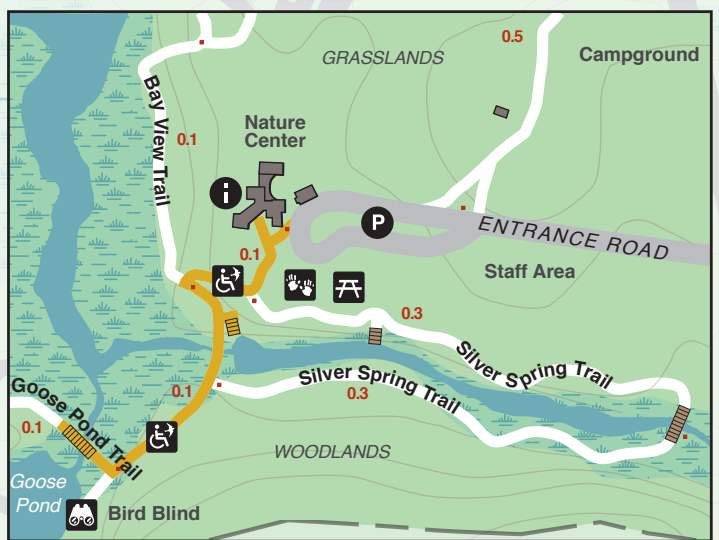 0.5
GRASSLANDS
Campground
Bay View Trail
0.1
Nature
Center
i
P
ENTRANCE ROAD
0.1
Staff Area
0.3
Silver Spring Trail
Silver Spring Trail
0.3
0.1
Goose Pond Trail
0.1
WOODLANDS
Goose
Pond
Bird Blind